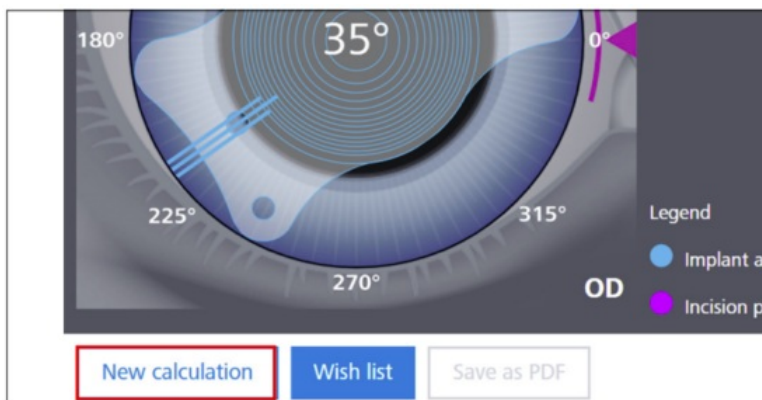 35°
180°
0°
225°
315°
Legend
Implant a
270°
OD
Incision p
New calculation
Wish list
Save as PDF